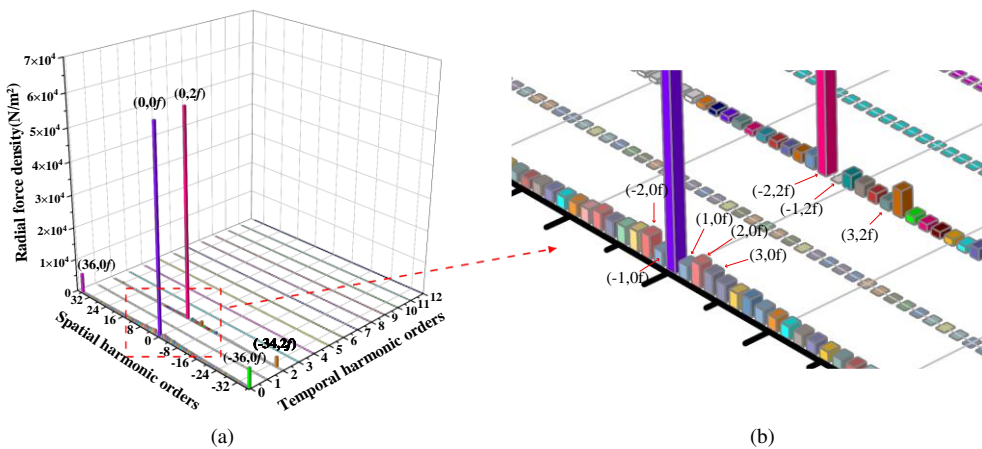 7×10⁴
6×10⁴
5×10⁴
4×10⁴
3×10⁴
2×10⁴
1×10⁴
0
Radial force density(N/m²)
(0,0f)
(0,2f)
(36,0f)
(-36,0f)
32
24
16
8
0
-8
-16
-24
-32
Spatial harmonic orders
0
1
2
3
4
5
6
7
8
9
10
11
12
Temporal harmonic orders
(a)
(-2,0f)
(-1,0f)
(1,0f)
(2,0f)
(3,0f)
(-2,2f)
(-1,2f)
(3,2f)
(b)